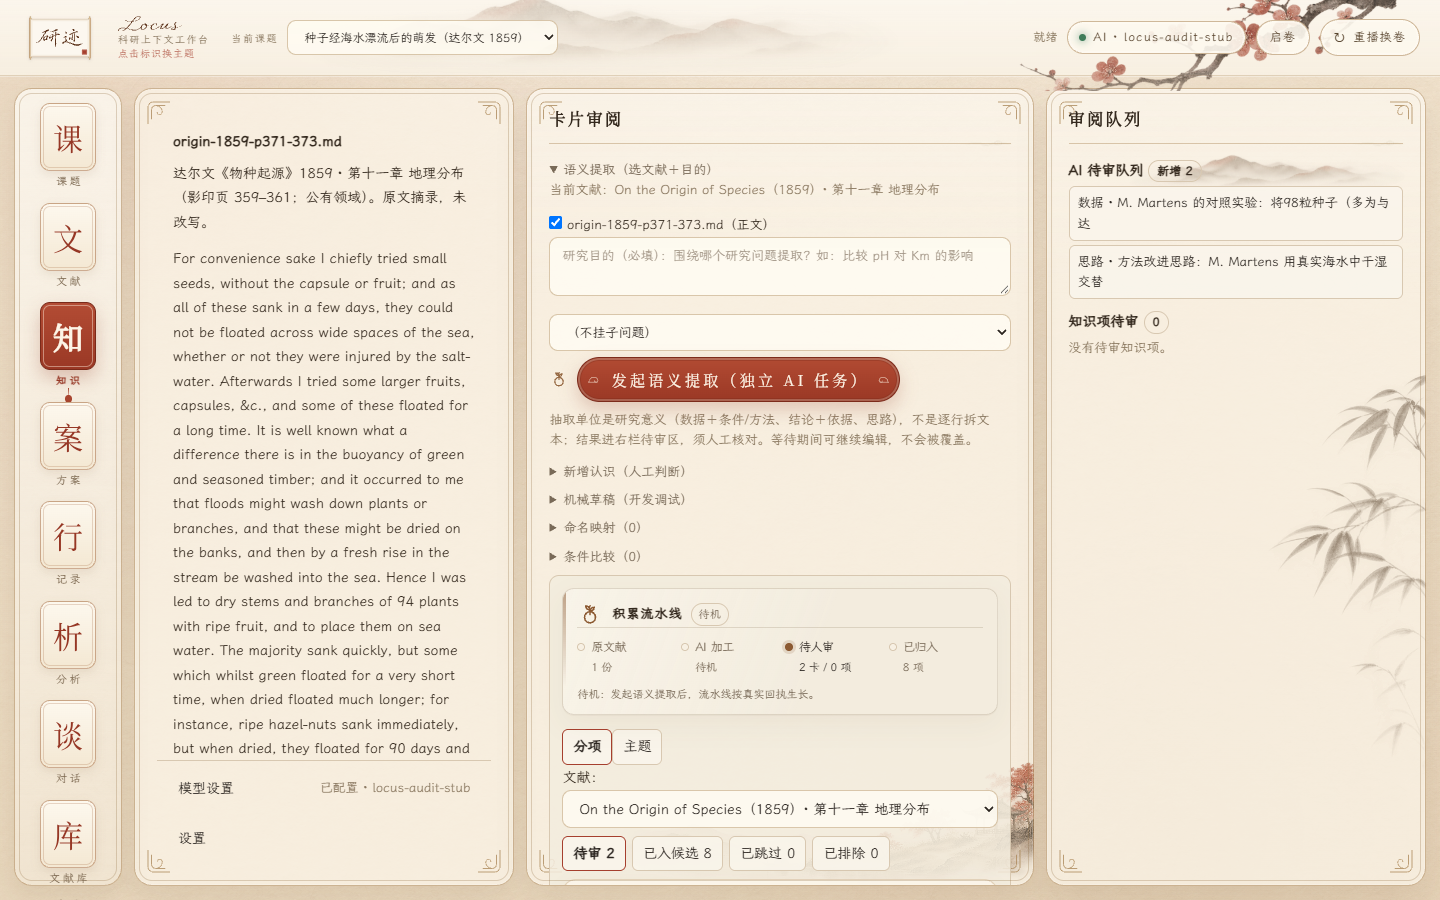 研迹
Locus
科研上下文工作台
点击标识换主题
当前课题
种子经海水漂流后的萌发（达尔文 1859）
就绪
AI · locus-audit-stub
启卷
↻ 重播换卷
课
课题
文
文献
知
知识
案
方案
行
记录
析
分析
谈
对话
库
文献库
origin-1859-p371-373.md
达尔文《物种起源》1859 · 第十一章 地理分布
（影印页 359–361；公有领域）。原文摘录，未
改写。
For convenience sake I chiefly tried small
seeds, without the capsule or fruit; and as
all of these sank in a few days, they could
not be floated across wide spaces of the sea,
whether or not they were injured by the salt-
water. Afterwards I tried some larger fruits,
capsules, &c., and some of these floated for
a long time. It is well known what a
difference there is in the buoyancy of green
and seasoned timber; and it occurred to me
that floods might wash down plants or
branches, and that these might be dried on
the banks, and then by a fresh rise in the
stream be washed into the sea. Hence I was
led to dry stems and branches of 94 plants
with ripe fruit, and to place them on sea
water. The majority sank quickly, but some
which whilst green floated for a very short
time, when dried floated much longer; for
instance, ripe hazel-nuts sank immediately,
but when dried, they floated for 90 days and
模型设置
已配置 · locus-audit-stub
设置
卡片审阅
▼ 语义提取（选文献＋目的）
当前文献：On the Origin of Species（1859）· 第十一章 地理分布
origin-1859-p371-373.md（正文）
研究目的（必填）：围绕哪个研究问题提取？如：比较 pH 对 Km 的影响
（不挂子问题）
发起语义提取（独立 AI 任务）
抽取单位是研究意义（数据＋条件/方法、结论＋依据、思路），不是逐行拆文
本；结果进右栏待审区，须人工核对。等待期间可继续编辑，不会被覆盖。
▶ 新增认识（人工判断）
▶ 机械草稿（开发调试）
▶ 命名映射（0）
▶ 条件比较（0）
积累流水线 待机
原文献
1 份
AI 加工
待机
待人审
2 卡 / 0 项
已归入
8 项
待机：发起语义提取后，流水线按真实回执生长。
分项
主题
文献：
On the Origin of Species（1859）· 第十一章 地理分布
待审 2
已入候选 8
已跳过 0
已排除 0
审阅队列
AI 待审队列 新增 2
数据 · M. Martens 的对照实验：将98粒种子（多为与
达
思路 · 方法改进思路：M. Martens 用真实海水中干湿
交替
知识项待审 0
没有待审知识项。